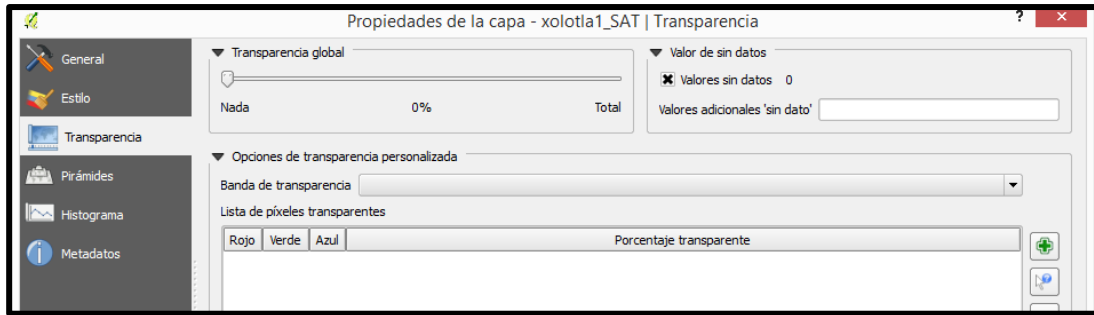 Propiedades de la capa - xolotla1_SAT | Transparencia
? ×
General
Estilo
Transparencia
Pirámides
Histograma
Metadatos
Transparencia global
Nada 0% Total
Valor de sin datos
Valores sin datos 0
Valores adicionales 'sin dato'
Opciones de transparencia personalizada
Banda de transparencia
Lista de píxeles transparentes
Rojo Verde Azul Porcentaje transparente